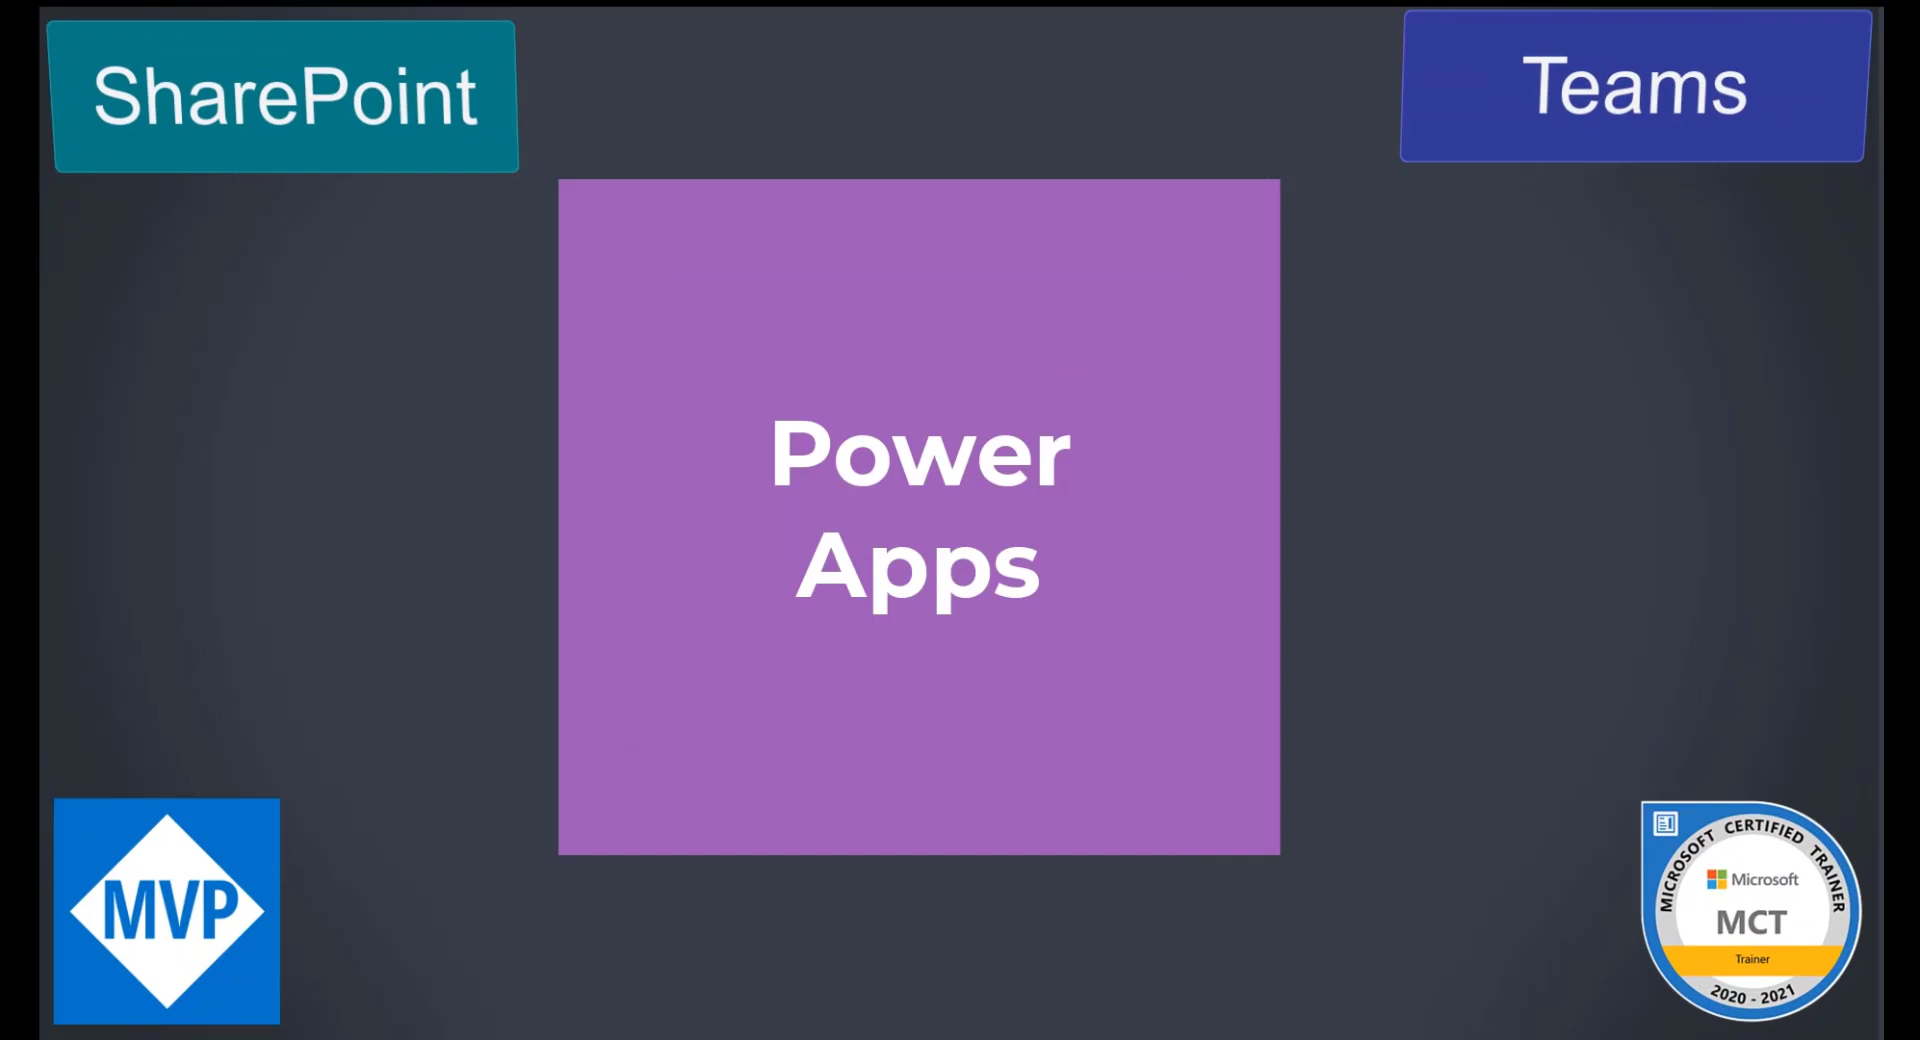 SharePoint
Teams
Power
Apps
MVP
MICROSOFT CERTIFIED TRAINER
Microsoft
MCT
Trainer
2020 - 2021